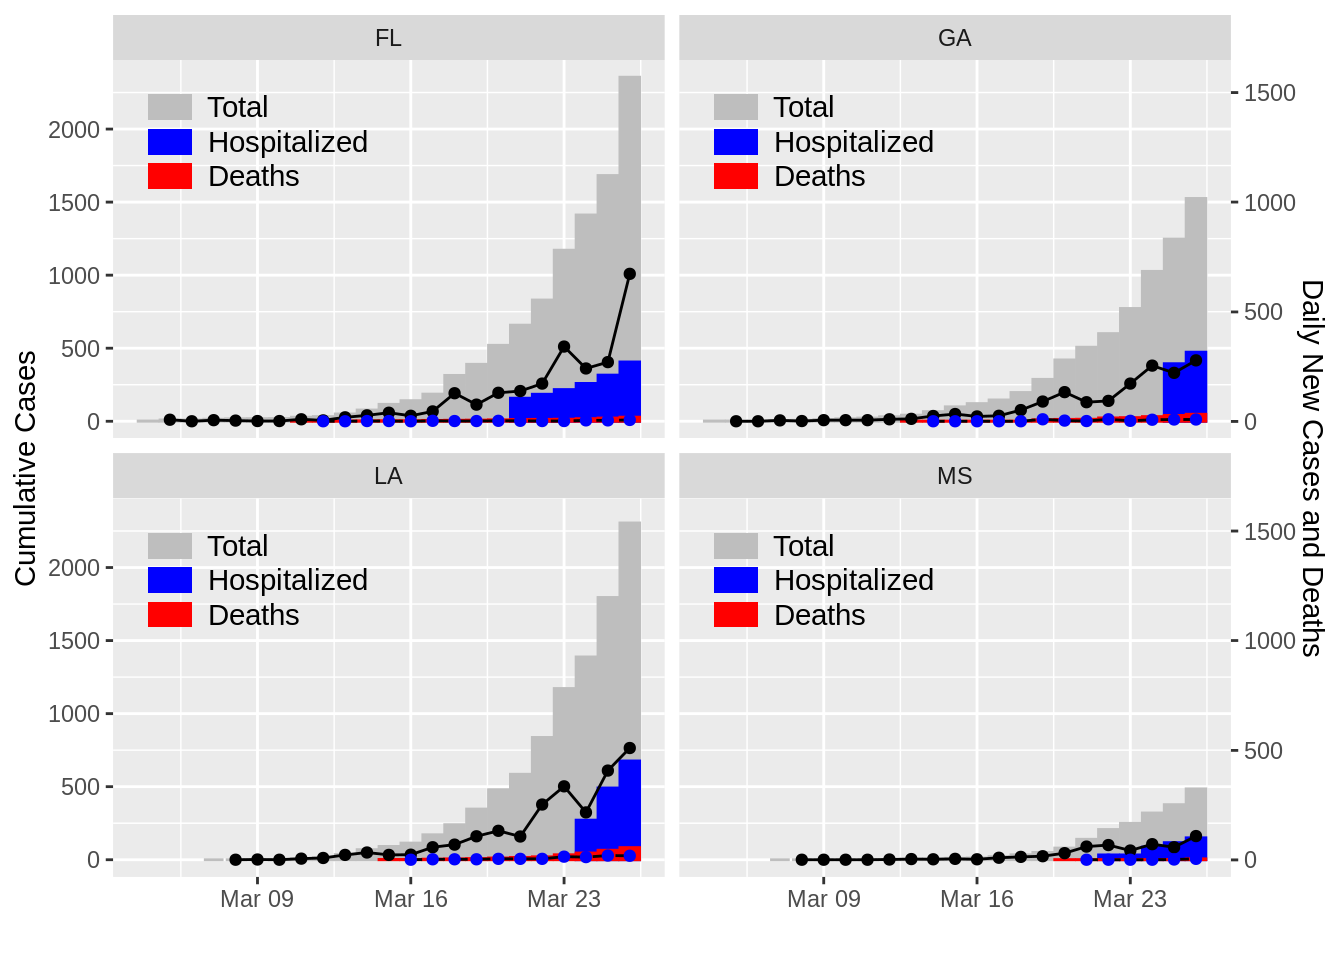 FL
GA
Total
Hospitalized
Deaths
Total
Hospitalized
Deaths
2000
1500
1000
500
0
1500
1000
500
0
Cumulative Cases
Daily New Cases and Deaths
LA
MS
Total
Hospitalized
Deaths
Total
Hospitalized
Deaths
2000
1500
1000
500
0
1500
1000
500
0
Mar 09
Mar 16
Mar 23
Mar 09
Mar 16
Mar 23